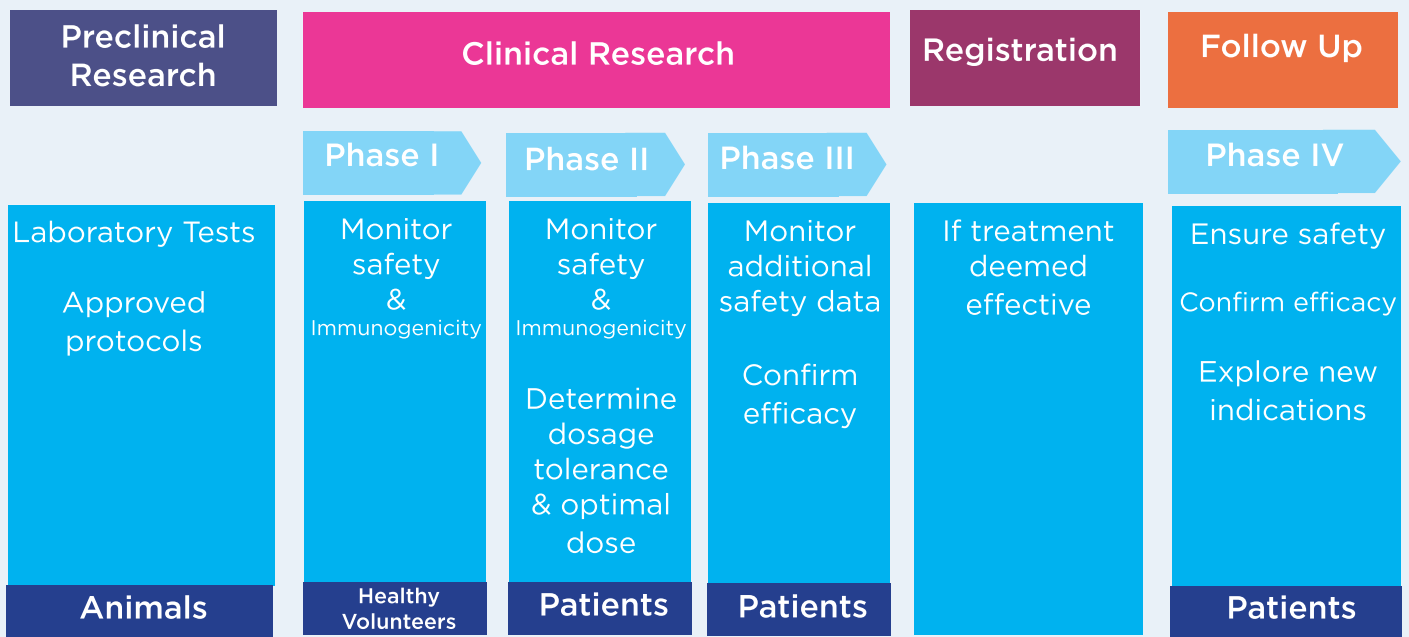 Preclinical
Research
Clinical Research
Registration
Follow Up
Phase I
Phase II
Phase III
Phase IV
Laboratory Tests
Approved
protocols
Animals
Monitor
safety
&
Immunogenicity
Healthy
Volunteers
Monitor
safety
&
Immunogenicity
Determine
dosage
tolerance
& optimal
dose
Patients
Monitor
additional
safety data
Confirm
efficacy
Patients
If treatment
deemed
effective
Ensure safety
Confirm efficacy
Explore new
indications
Patients